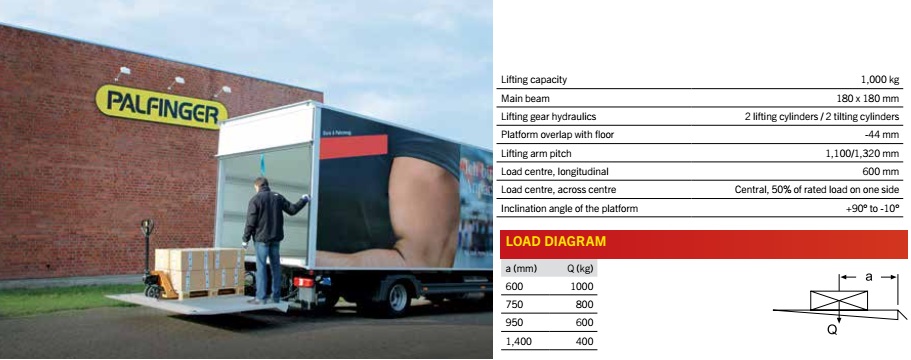 PALFINGER
Lifting capacity 1,000 kg
Main beam 180 x 180 mm
Lifting gear hydraulics 2 lifting cylinders / 2 tilting cylinders
Platform overlap with floor -44 mm
Lifting arm pitch 1,100/1,320 mm
Load centre, longitudinal 600 mm
Load centre, across centre Central, 50% of rated load on one side
Inclination angle of the platform +90° to -10°
LOAD DIAGRAM
a (mm) Q (kg)
600 1000
750 800
950 600
1,400 400
a
Q